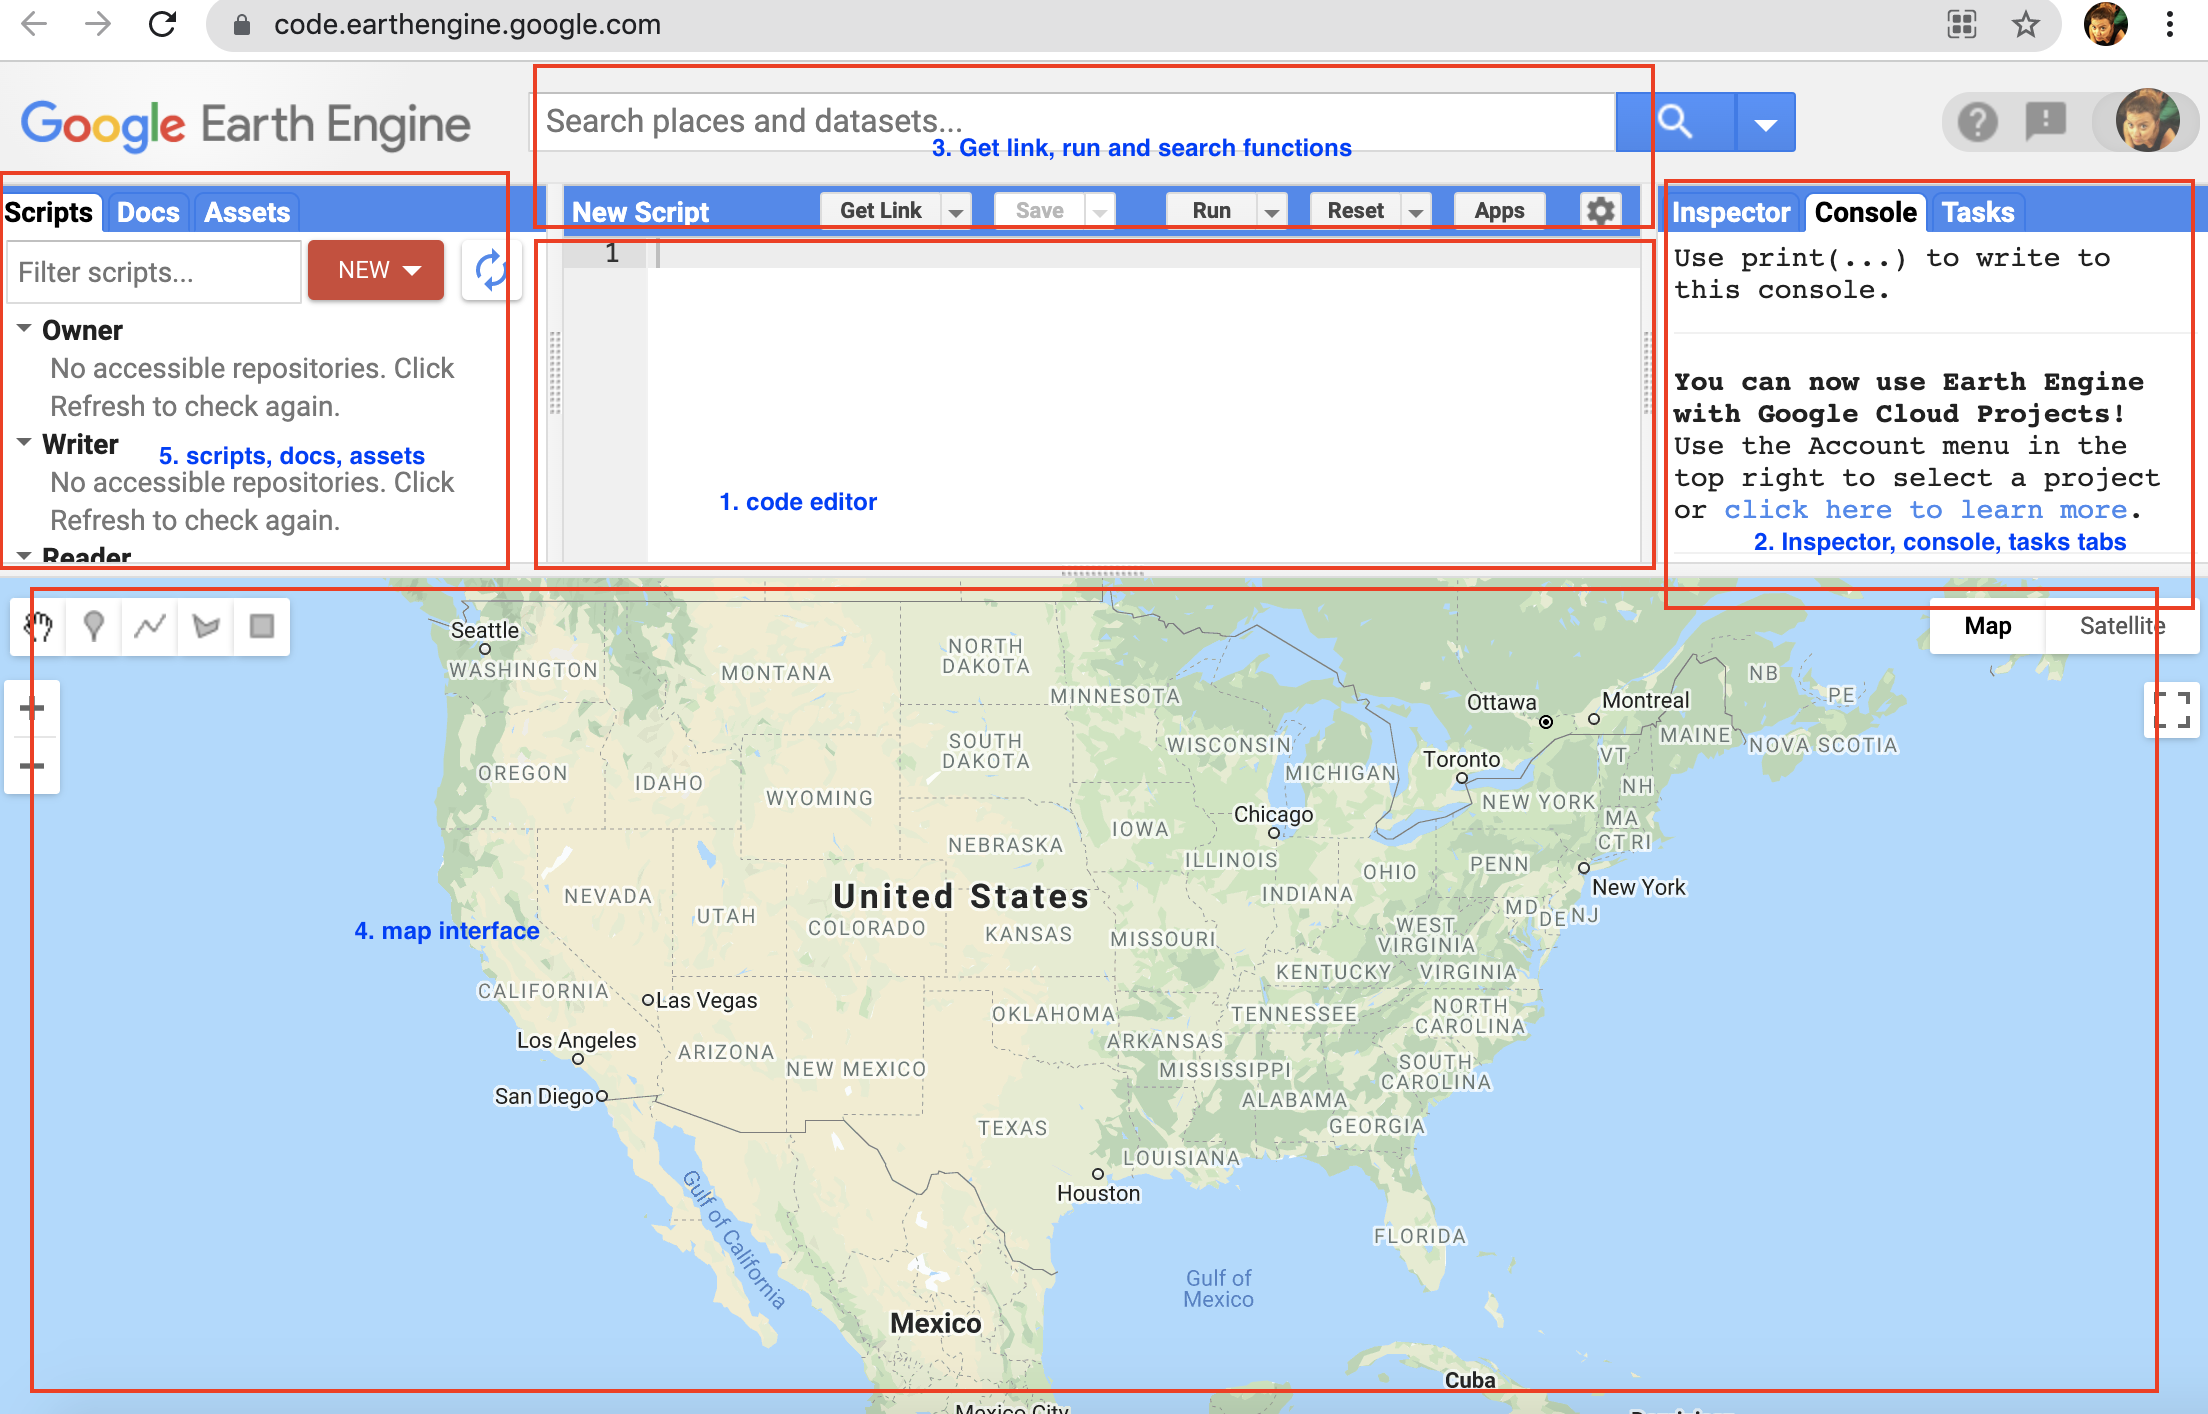 code.earthengine.google.com
Google Earth Engine
Search places and datasets...
3. Get link, run and search functions
Scripts Docs Assets
New Script
Get Link Save Run Reset Apps
Inspector Console Tasks
Filter scripts...
NEW
Owner
No accessible repositories. Click
Refresh to check again.
Writer
5. scripts, docs, assets
No accessible repositories. Click
Refresh to check again.
Reader
1
1. code editor
Use print(...) to write to
this console.
You can now use Earth Engine
with Google Cloud Projects!
Use the Account menu in the
top right to select a project
or click here to learn more.
2. Inspector, console, tasks tabs
Map Satellite
Seattle
WASHINGTON
MONTANA
NORTH
DAKOTA
MINNESOTA
Ottawa
Montreal
NB
PE
MAINE
NOVA SCOTIA
OREGON
IDAHO
WYOMING
SOUTH
DAKOTA
WISCONSIN
MICHIGAN
Toronto
VT
NH
NEW YORK
MA
CT RI
Chicago
IOWA
NEBRASKA
ILLINOIS
INDIANA
OHIO
PENN
New York
NEVADA
UTAH
United States
COLORADO
KANSAS
MISSOURI
WEST
VIRGINIA
MD
DE
NJ
4. map interface
CALIFORNIA
Las Vegas
KENTUCKY
VIRGINIA
OKLAHOMA
TENNESSEE
NORTH
CAROLINA
Los Angeles
ARIZONA
NEW MEXICO
ARKANSAS
MISSISSIPPI
SOUTH
CAROLINA
San Diego
ALABAMA
GEORGIA
TEXAS
LOUISIANA
Houston
Gulf of California
FLORIDA
Gulf of
Mexico
Mexico
Cuba
Mexico City